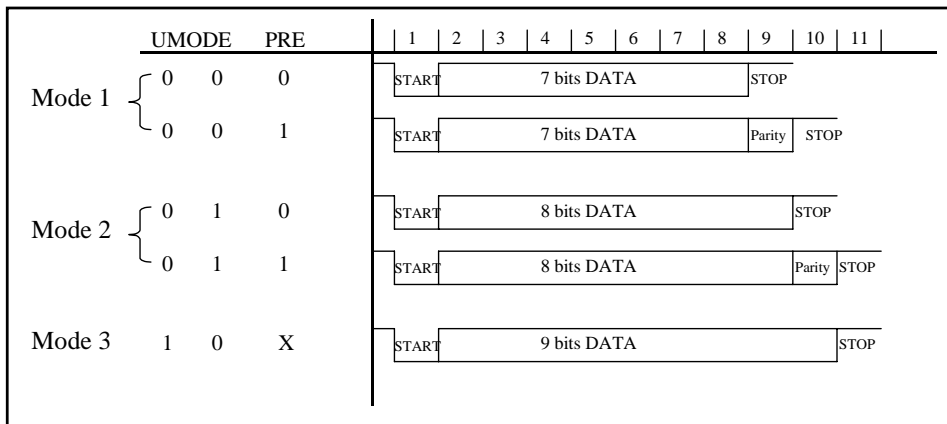 UMODE PRE | 1 | 2 | 3 | 4 | 5 | 6 | 7 | 8 | 9 | 10 | 11 |
Mode 1
0 0 0 START 7 bits DATA STOP
0 0 1 START 7 bits DATA Parity STOP
Mode 2
0 1 0 START 8 bits DATA STOP
0 1 1 START 8 bits DATA Parity STOP
Mode 3 1 0 X START 9 bits DATA STOP